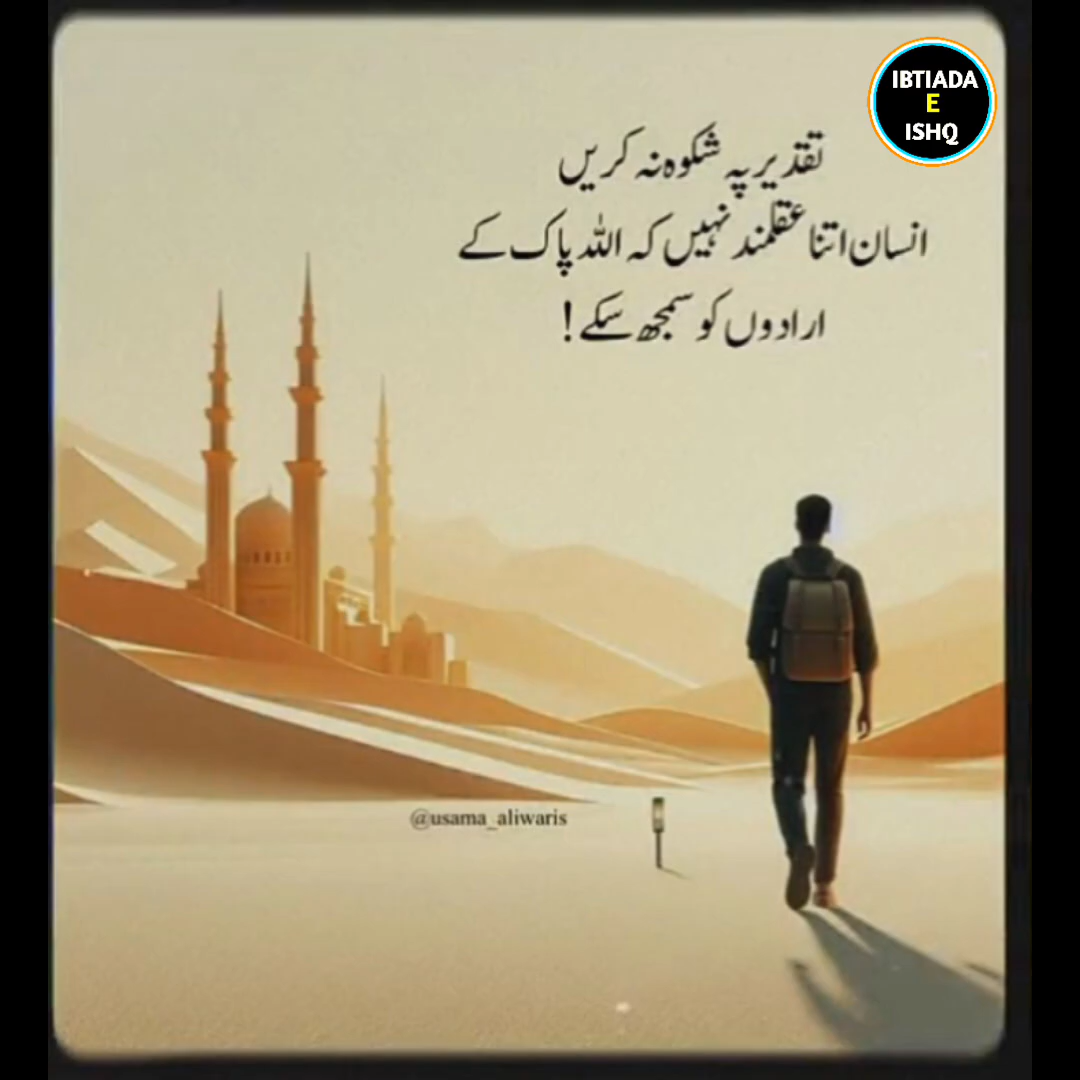 IBTIADA
E
ISHQ
تقدیر پہ شکوہ نہ کریں
انسان اتنا عقلمند نہیں کہ اللہ پاک کے
ارادوں کو سمجھ سکے!
@usama_aliwaris